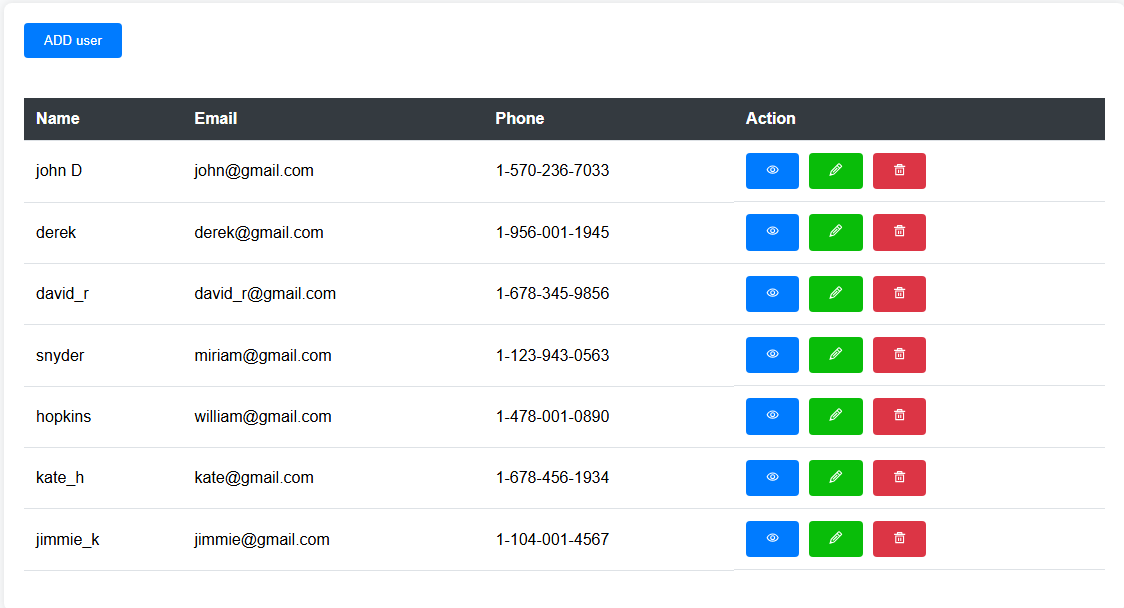 ADD user
Name Email Phone Action
john D john@gmail.com 1-570-236-7033
derek derek@gmail.com 1-956-001-1945
david_r david_r@gmail.com 1-678-345-9856
snyder miriam@gmail.com 1-123-943-0563
hopkins william@gmail.com 1-478-001-0890
kate_h kate@gmail.com 1-678-456-1934
jimmie_k jimmie@gmail.com 1-104-001-4567